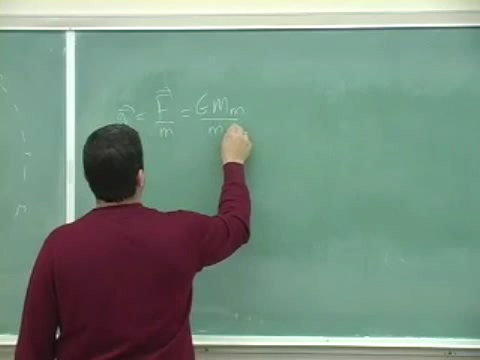 = F⃗/m = GMm/m